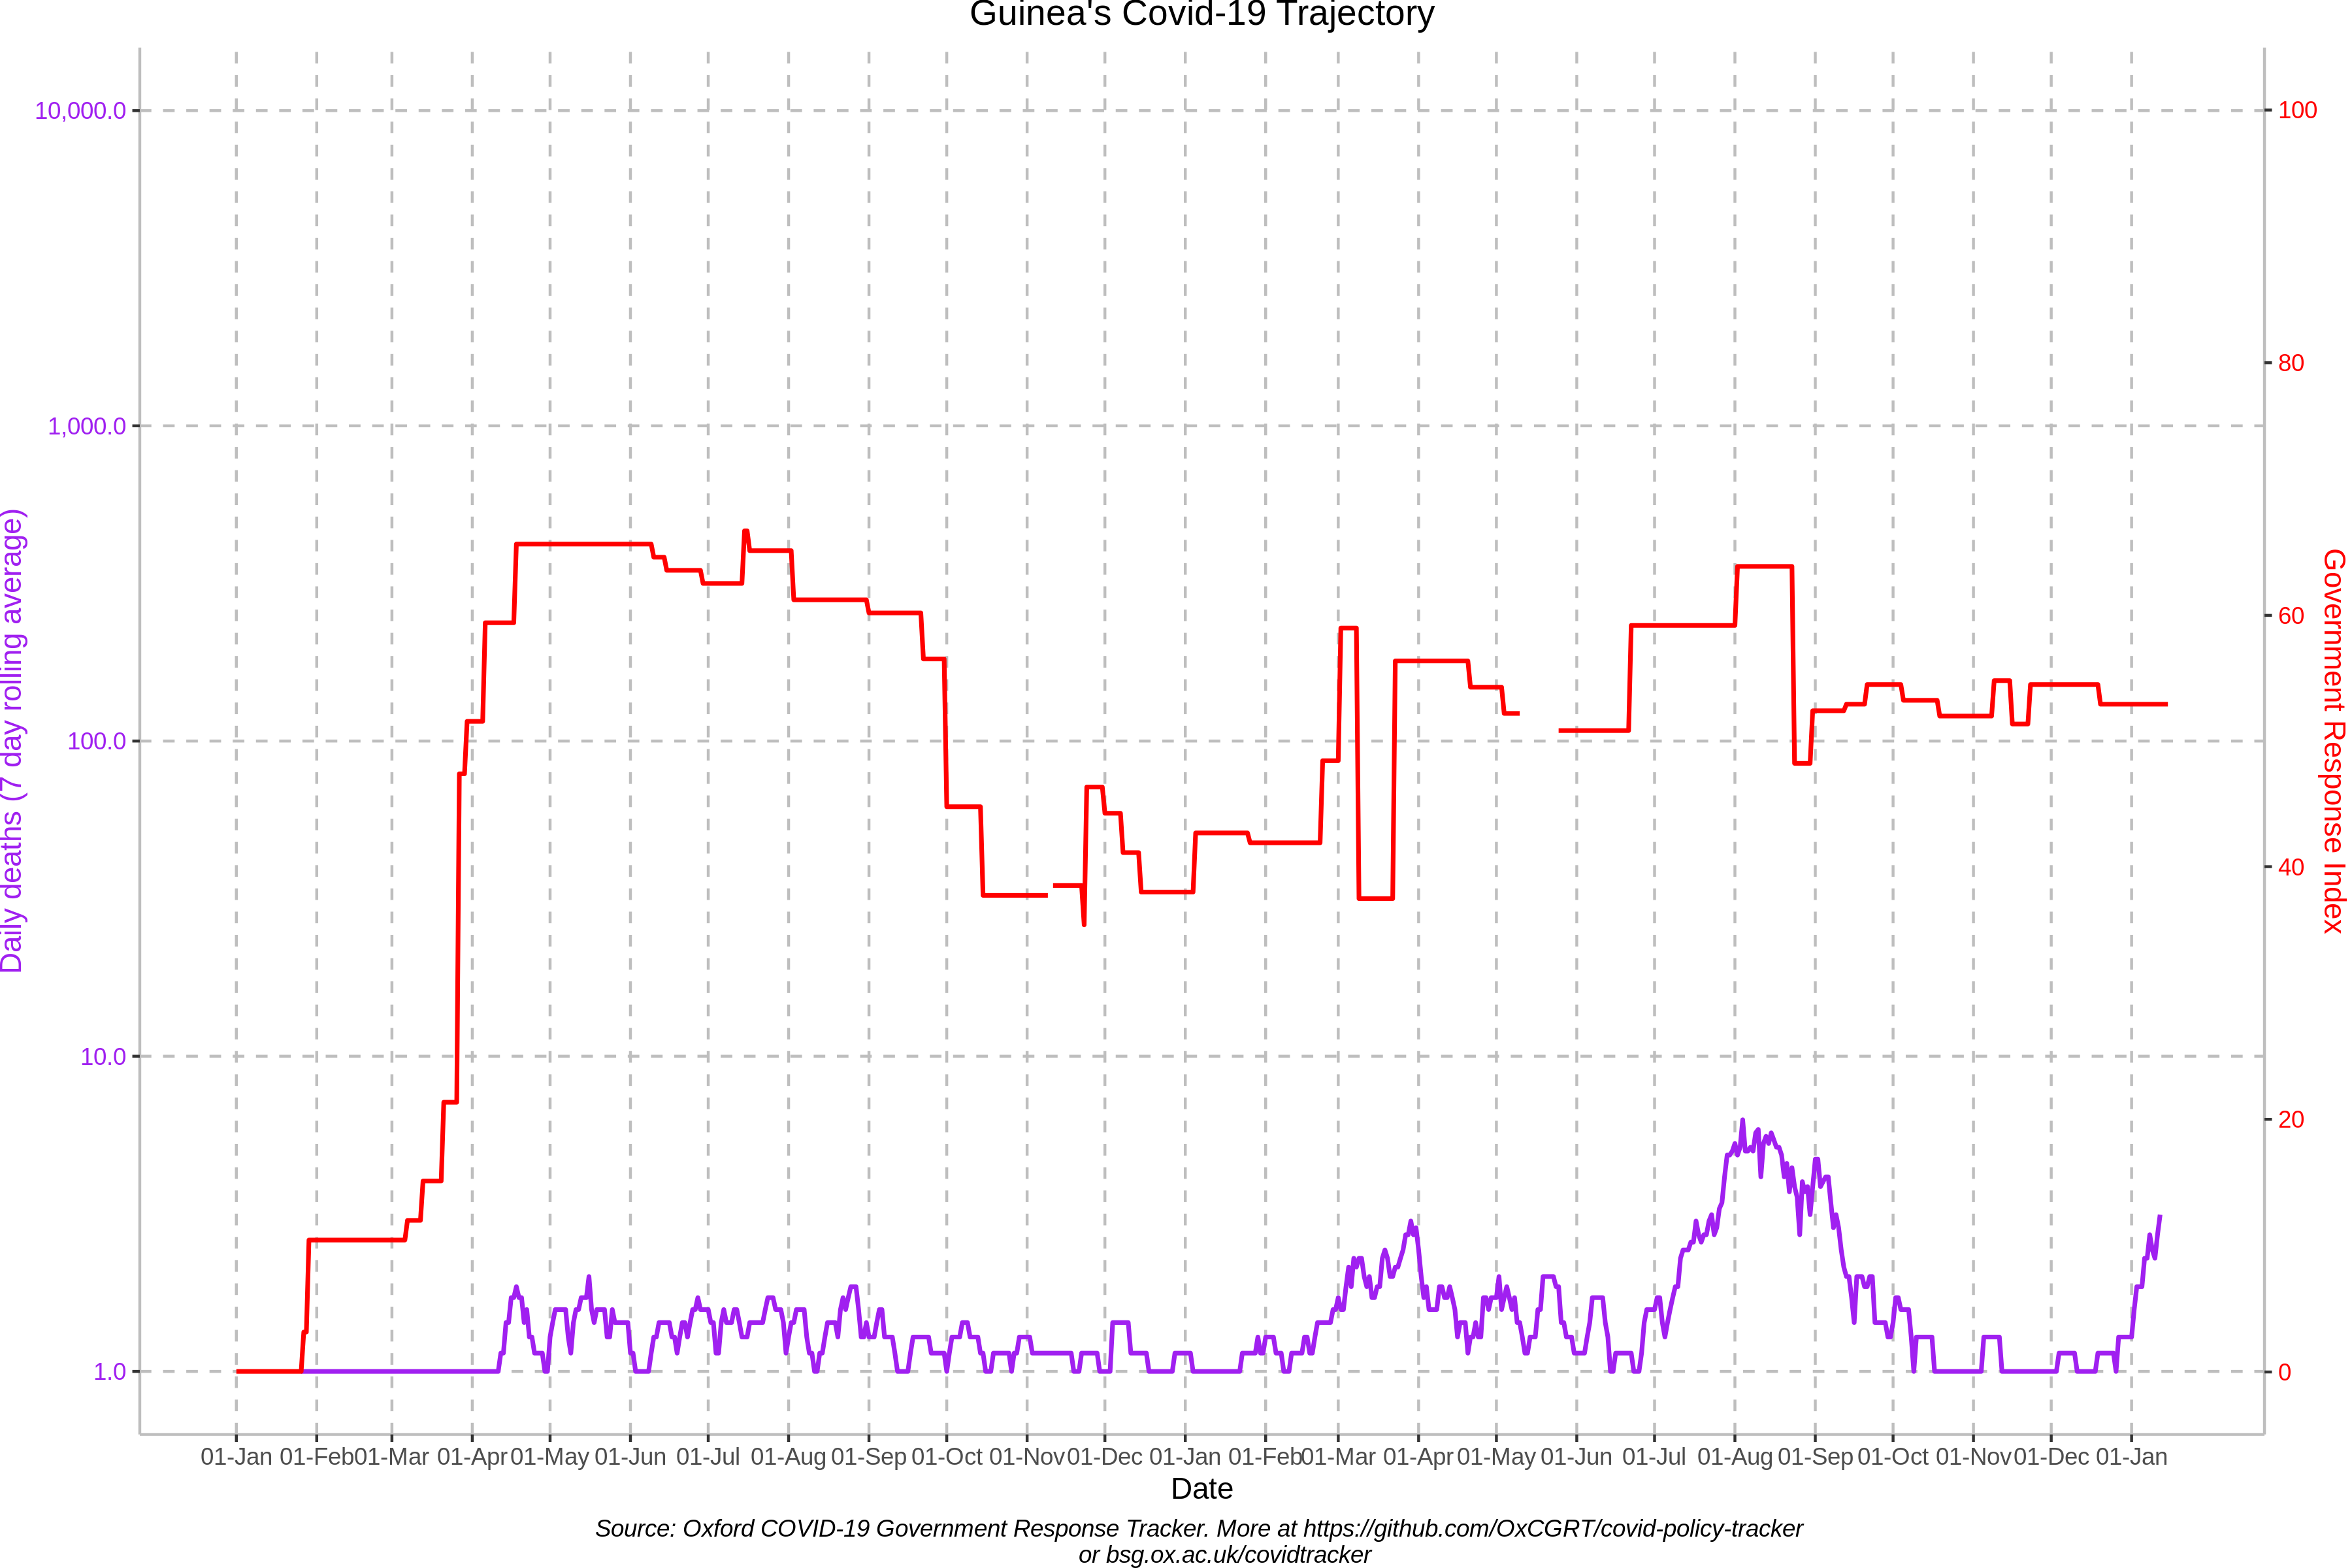 Guinea's Covid-19 Trajectory
10,000.0
1,000.0
100.0
10.0
1.0
Daily deaths (7 day rolling average)
100
80
60
40
20
0
Government Response Index
01-Jan 01-Feb 01-Mar 01-Apr 01-May 01-Jun 01-Jul 01-Aug 01-Sep 01-Oct 01-Nov 01-Dec 01-Jan 01-Feb 01-Mar 01-Apr 01-May 01-Jun 01-Jul 01-Aug 01-Sep 01-Oct 01-Nov 01-Dec 01-Jan
Date
Source: Oxford COVID-19 Government Response Tracker. More at https://github.com/OxCGRT/covid-policy-tracker
or bsg.ox.ac.uk/covidtracker